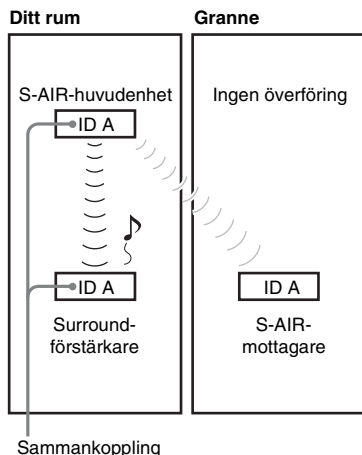 Ditt rum
Granne
S-AIR-huvudenhet
ID A
Ingen överföring
ID A
Surround-
förstärkare
ID A
S-AIR-
mottagare
Sammankoppling